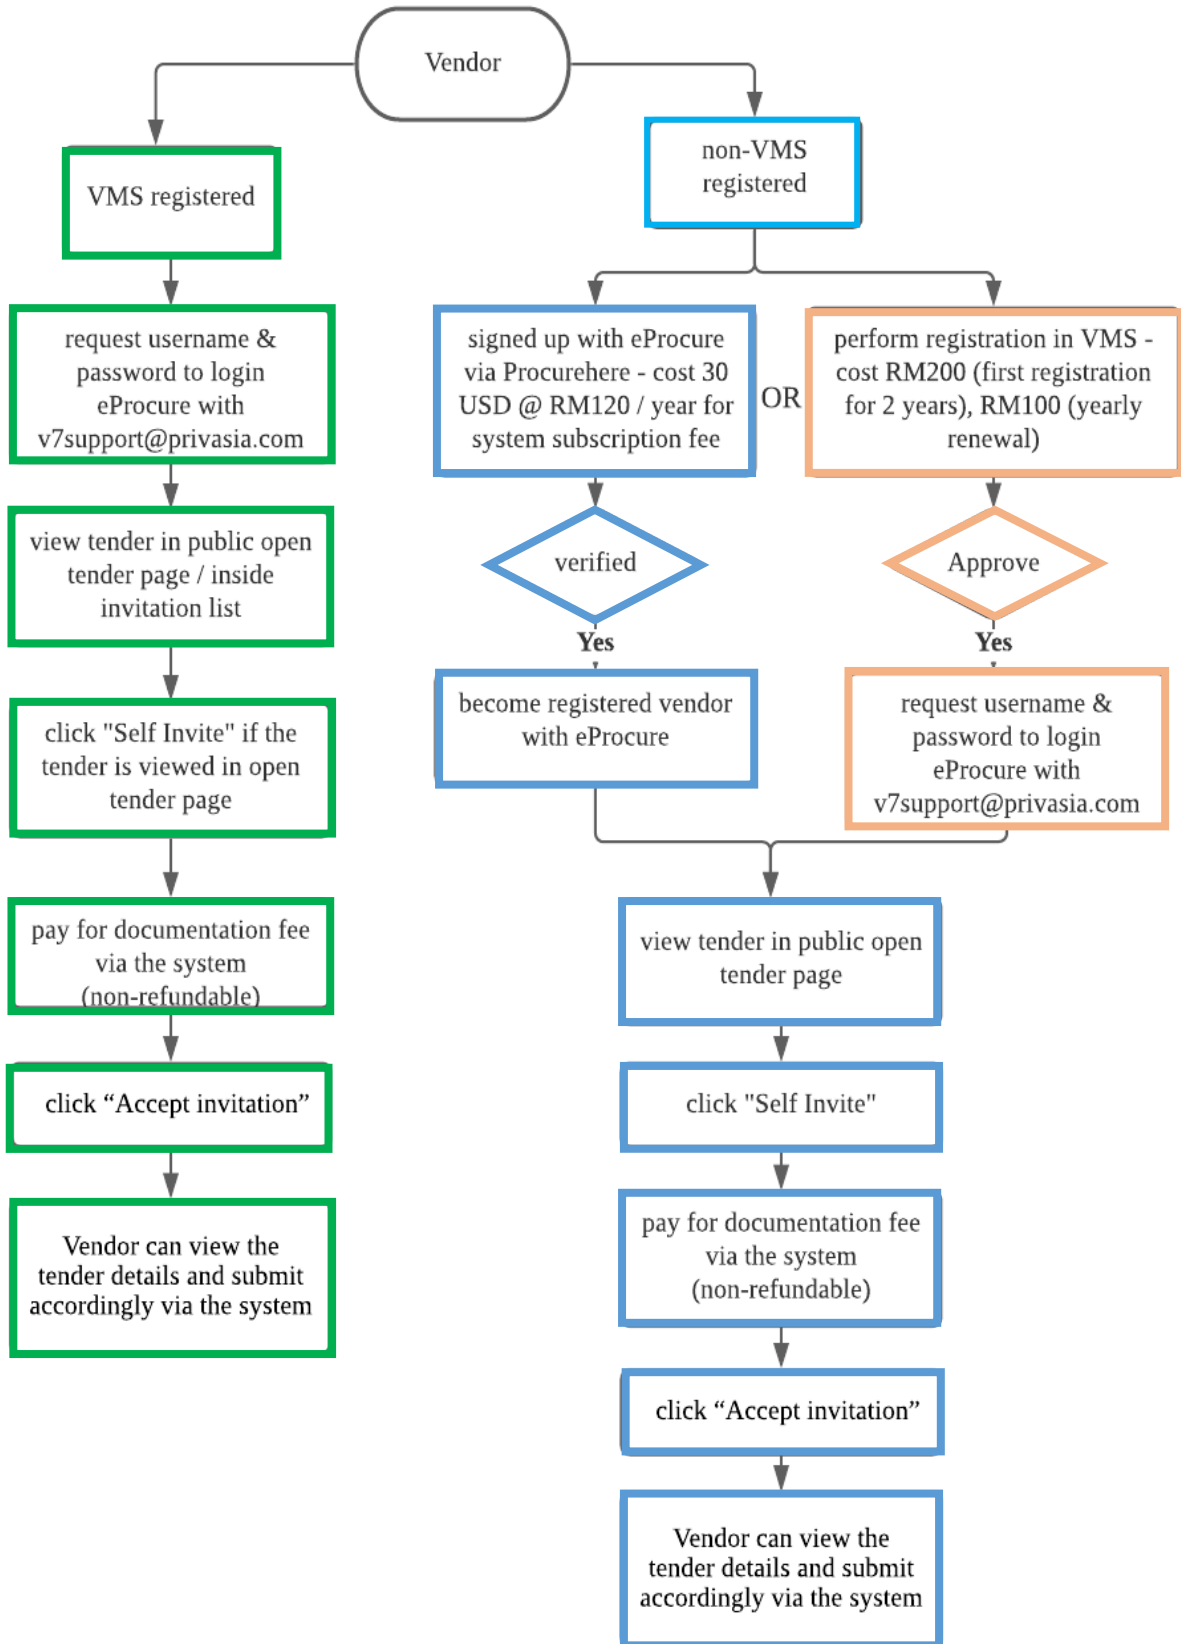 Vendor
VMS registered
request username &
password to login
eProcure with
v7support@privasia.com
view tender in public open
tender page / inside
invitation list
click "Self Invite" if the
tender is viewed in open
tender page
pay for documentation fee
via the system
(non-refundable)
click “Accept invitation”
Vendor can view the
tender details and submit
accordingly via the system
non-VMS
registered
signed up with eProcure
via Procurehere - cost 30
USD @ RM120 / year for
system subscription fee
OR
perform registration in VMS -
cost RM200 (first registration
for 2 years), RM100 (yearly
renewal)
verified
Yes
become registered vendor
with eProcure
Approve
Yes
request username &
password to login
eProcure with
v7support@privasia.com
view tender in public open
tender page
click "Self Invite"
pay for documentation fee
via the system
(non-refundable)
click “Accept invitation”
Vendor can view the
tender details and submit
accordingly via the system